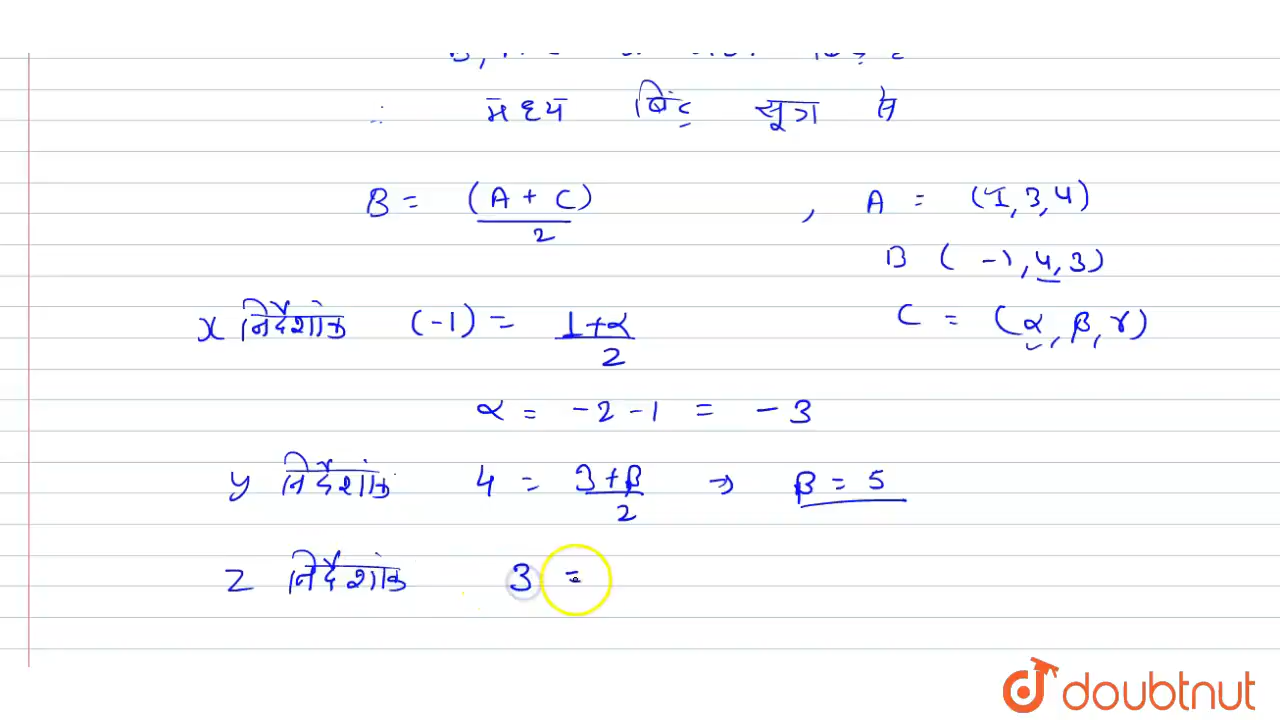 मध्य बिंदु सूत्र से
B = (A + C) / 2 , A = (1, 3, 4)
B ( -1, 4, 3)
x निर्देशांक (-1) = 1+α / 2 C = (α, β, γ)
α = -2 -1 = -3
y निर्देशांक 4 = 3+β / 2 ⇒ β = 5
z निर्देशांक 3 =
doubtnut